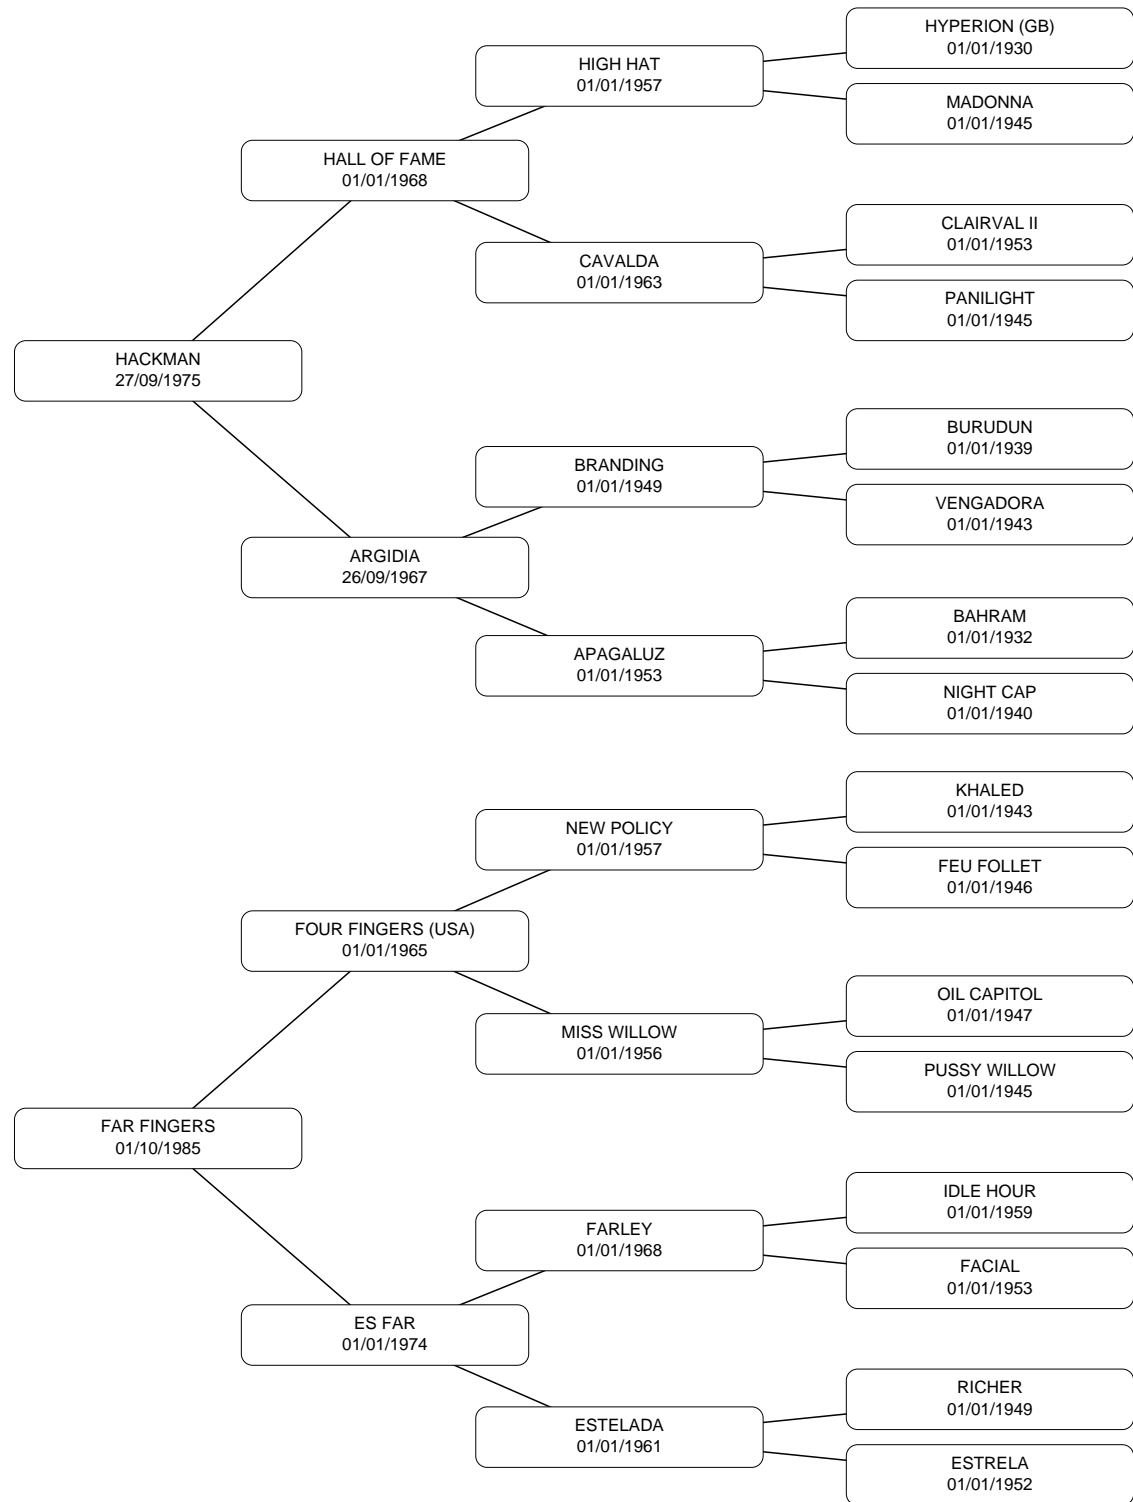 HYPERION (GB)
01/01/1930
HIGH HAT
01/01/1957
MADONNA
01/01/1945
HALL OF FAME
01/01/1968
CLAIRVAL II
01/01/1953
CAVALDA
01/01/1963
PANILIGHT
01/01/1945
HACKMAN
27/09/1975
BURUDUN
01/01/1939
BRANDING
01/01/1949
VENGADORA
01/01/1943
ARGIDIA
26/09/1967
BAHRAM
01/01/1932
APAGALUZ
01/01/1953
NIGHT CAP
01/01/1940
KHALED
01/01/1943
NEW POLICY
01/01/1957
FEU FOLLET
01/01/1946
FOUR FINGERS (USA)
01/01/1965
OIL CAPITOL
01/01/1947
MISS WILLOW
01/01/1956
PUSSY WILLOW
01/01/1945
FAR FINGERS
01/10/1985
IDLE HOUR
01/01/1959
FARLEY
01/01/1968
FACIAL
01/01/1953
ES FAR
01/01/1974
RICHER
01/01/1949
ESTELADA
01/01/1961
ESTRELA
01/01/1952